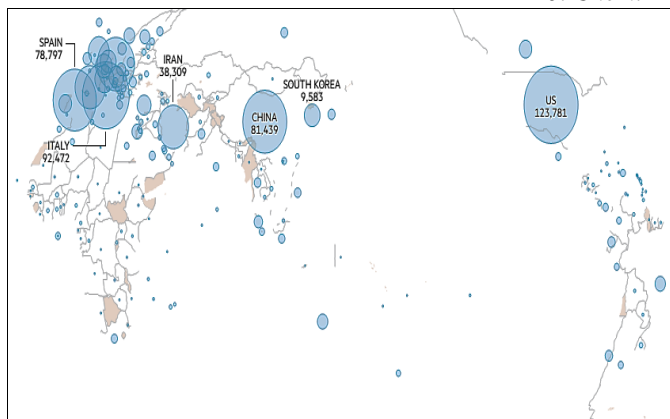 SPAIN
78,797
IRAN
38,309
SOUTH KOREA
9,583
CHINA
81,439
US
123,781
ITALY
92,472